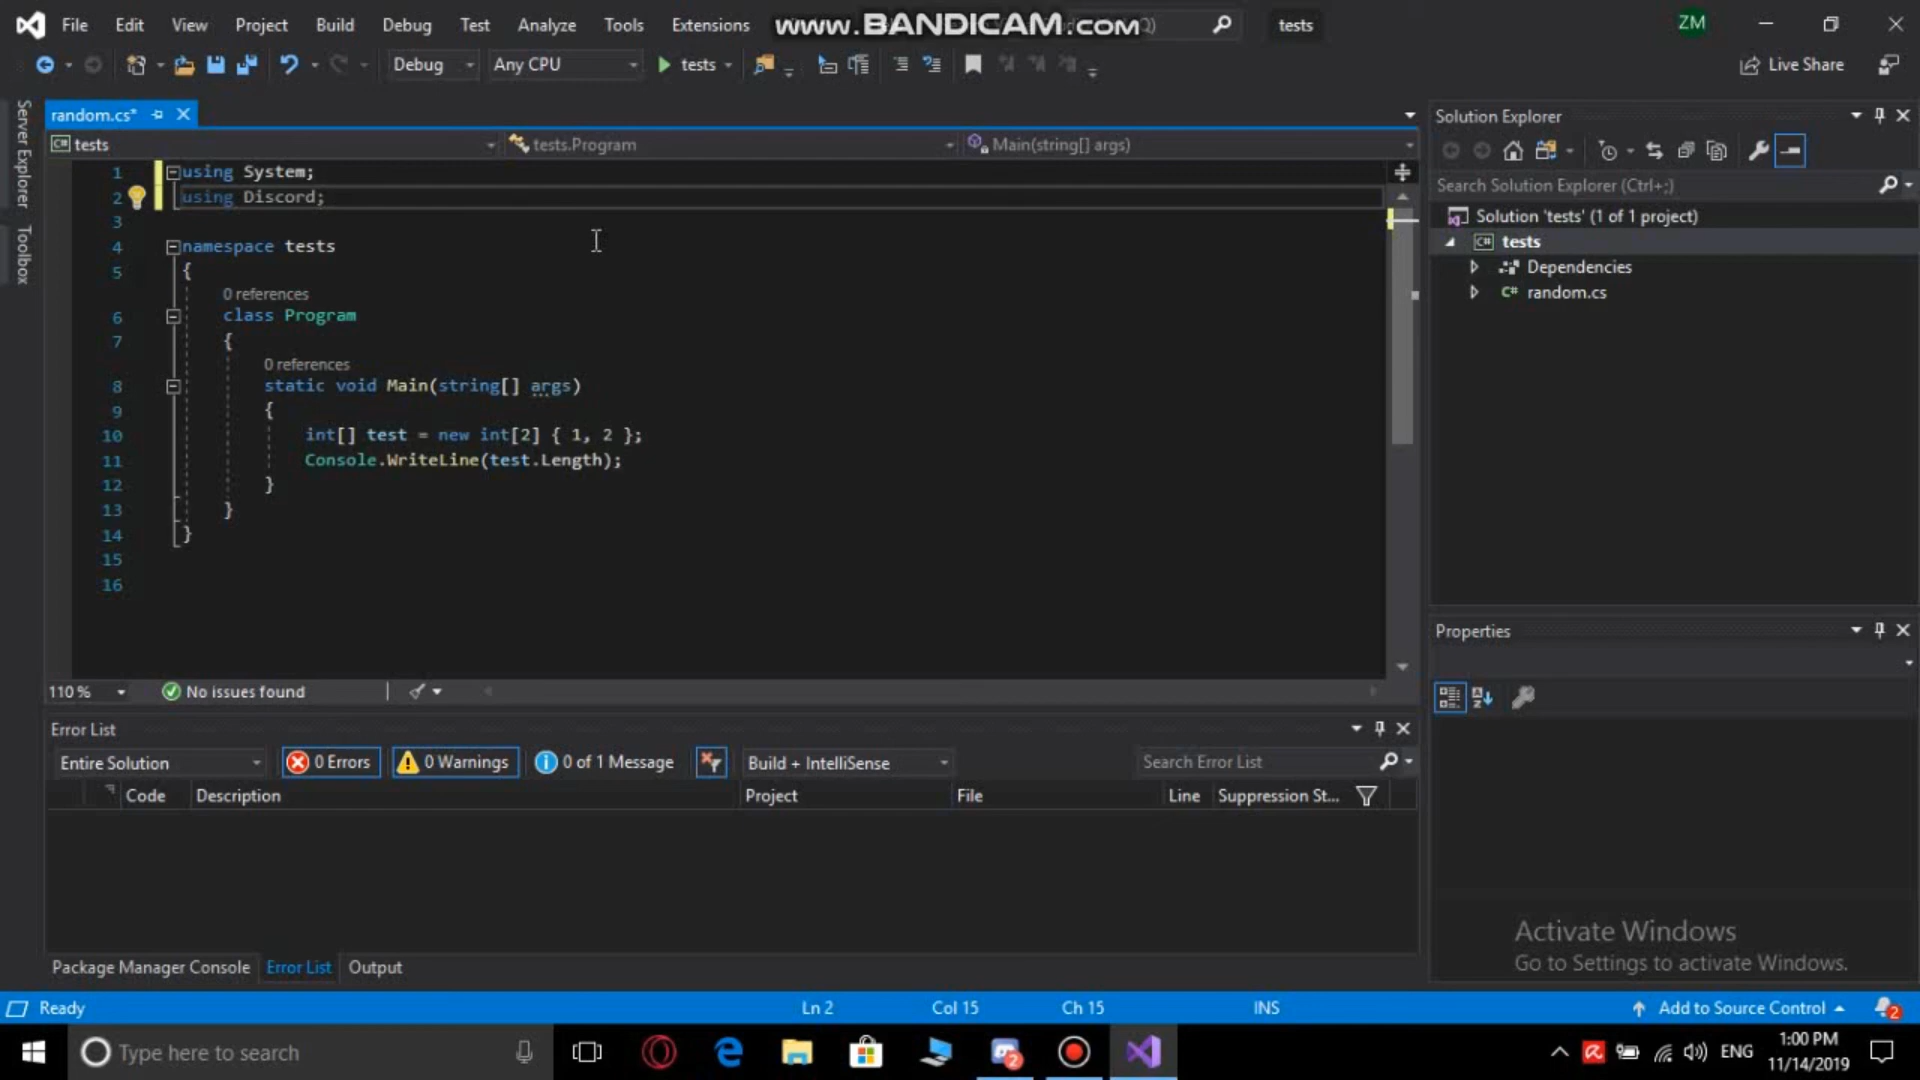 File Edit View Project Build Debug Test Analyze Tools Extensions www.BANDICAM.com tests ZM
Debug Any CPU tests Live Share
Server Explorer
Toolbox
random.cs*
tests tests.Program Main(string[] args)
1 using System;
2 using Discord;
3
4 namespace tests
5 {
0 references
6 class Program
7 {
0 references
8 static void Main(string[] args)
9 {
10 int[] test = new int[2] { 1, 2 };
11 Console.WriteLine(test.Length);
12 }
13 }
14 }
15
16
110 % No issues found
Solution Explorer
Search Solution Explorer (Ctrl+;)
Solution 'tests' (1 of 1 project)
C# tests
Dependencies
C# random.cs
Properties
Error List
Entire Solution 0 Errors 0 Warnings 0 of 1 Message Build + IntelliSense Search Error List
Code Description Project File Line Suppression St...
Package Manager Console Error List Output
Activate Windows
Go to Settings to activate Windows.
Ready Ln 2 Col 15 Ch 15 INS Add to Source Control 2
Type here to search 2 ENG 1:00 PM
11/14/2019